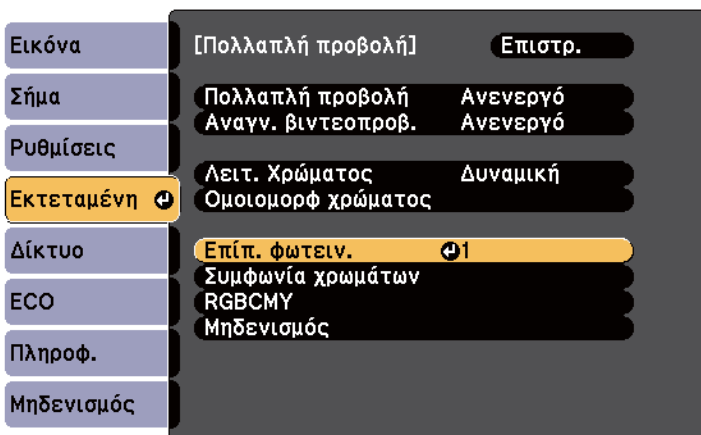 Εικόνα
Σήμα
Ρυθμίσεις
Εκτεταμένη
Δίκτυο
ECO
Πληροφ.
Μηδενισμός
[Πολλαπλή προβολή] Επιστρ.
Πολλαπλή προβολή Ανενεργό
Αναγν. βιντεοπροβ. Ανενεργό
Λειτ. Χρώματος Δυναμική
Ομοιομορφ χρώματος
Επίπ. φωτειν. 1
Συμφωνία χρωμάτων
RGBCMY
Μηδενισμός